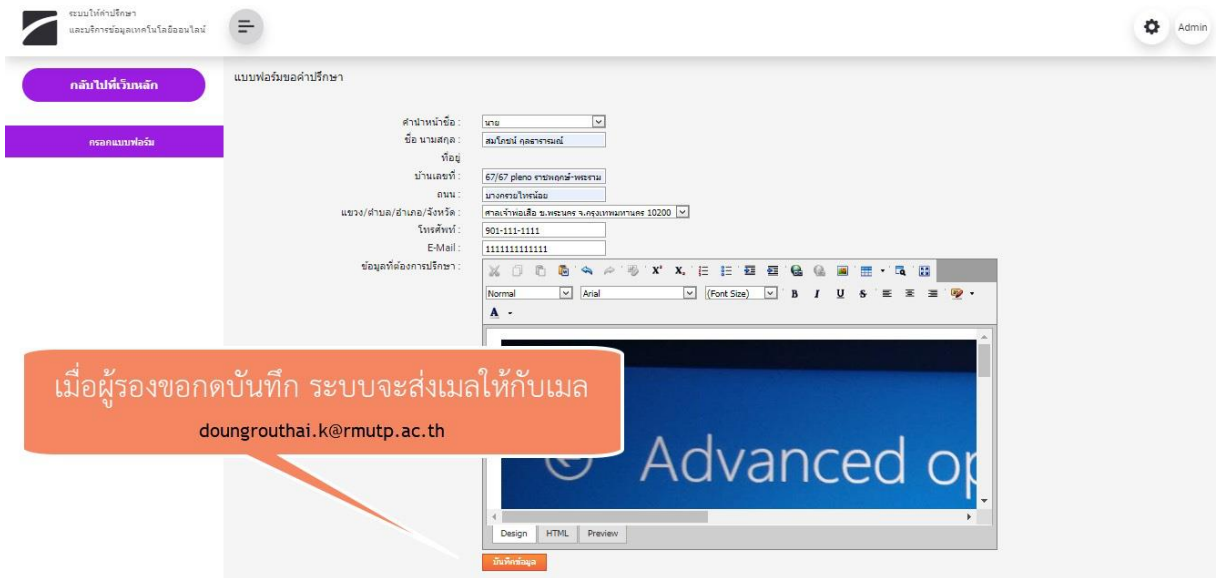 ระบบให้คำปรึกษา
และบริการข้อมูลเทคโนโลยีออนไลน์
Admin
กลับไปที่เว็บหลัก
กรอกแบบฟอร์ม
แบบฟอร์มขอคำปรึกษา
คำนำหน้าชื่อ : นาย
ชื่อ นามสกุล : สมโภชน์ กุลธารารมณ์
ที่อยู่
บ้านเลขที่ : 67/67 pleno ราชพฤกษ์-พระราม
ถนน : บางกรวยไทรน้อย
แขวง/ตำบล/อำเภอ/จังหวัด : ศาลเจ้าพ่อเสือ ข.พระนคร จ.กรุงเทพมหานคร 10200
โทรศัพท์ : 901-111-1111
E-Mail : 1111111111111
ข้อมูลที่ต้องการปรึกษา :
Normal Arial (Font Size) B I U S
A
Advanced op
เมื่อผู้รองขอกดบันทึก ระบบจะส่งเมลให้กับเมล
doungrouthai.k@rmutp.ac.th
Design HTML Preview
บันทึกข้อมูล